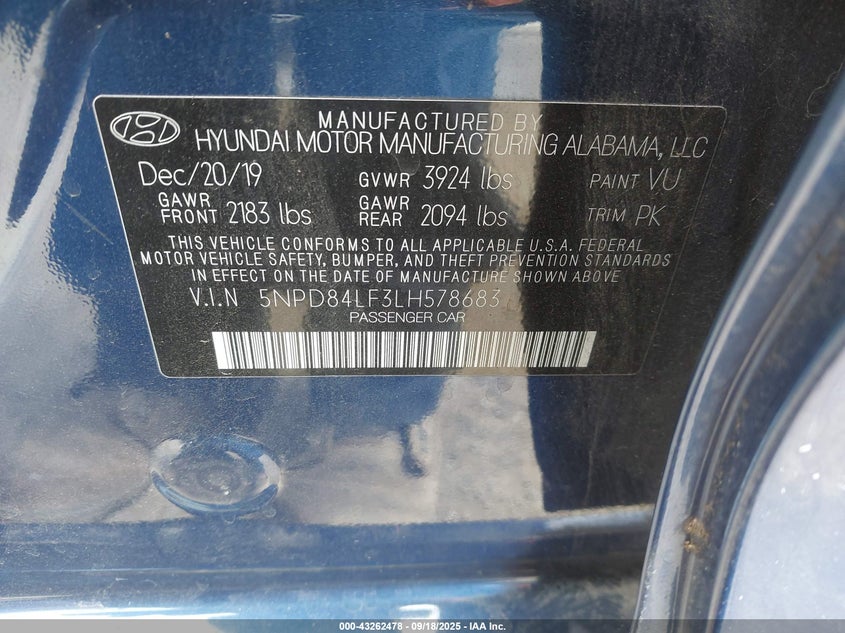 MANUFACTURED BY
HYUNDAI MOTOR MANUFACTURING ALABAMA, LLC
Dec/20/19 GVWR 3924 lbs PAINT VU
GAWR FRONT 2183 lbs GAWR REAR 2094 lbs TRIM PK
THIS VEHICLE CONFORMS TO ALL APPLICABLE U.S.A. FEDERAL
MOTOR VEHICLE SAFETY, BUMPER, AND THEFT PREVENTION STANDARDS
IN EFFECT ON THE DATE OF MANUFACTURE SHOWN ABOVE
V.I.N 5NPD84LF3LH578683
PASSENGER CAR
000-43262478 - 09/18/2025 - IAA Inc.